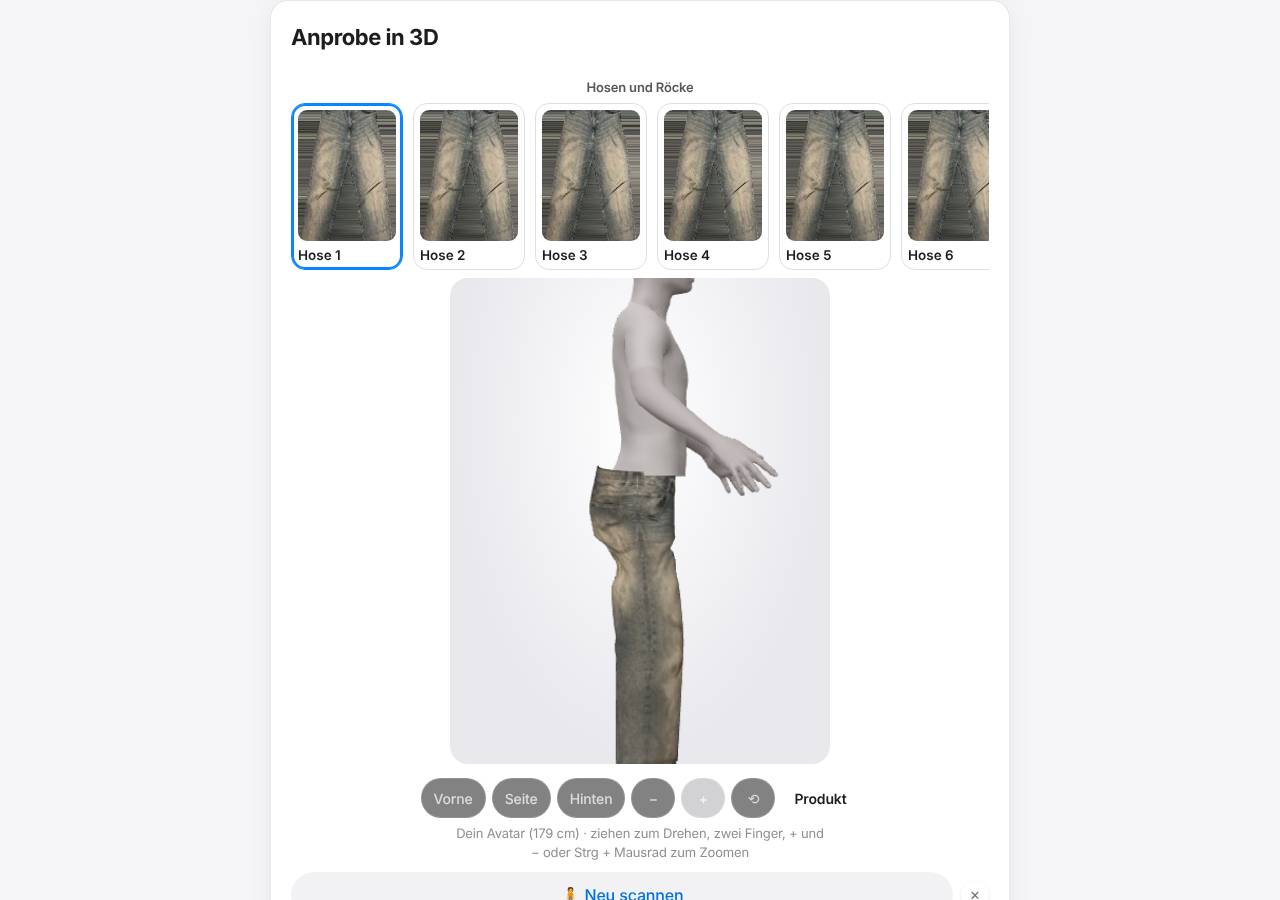 Anprobe in 3D
Hosen und Röcke
Hose 1
Hose 2
Hose 3
Hose 4
Hose 5
Hose 6
Vorne
Seite
Hinten
−
+
⟲
Produkt
Dein Avatar (179 cm) · ziehen zum Drehen, zwei Finger, + und
− oder Strg + Mausrad zum Zoomen
🧍 Neu scannen
×